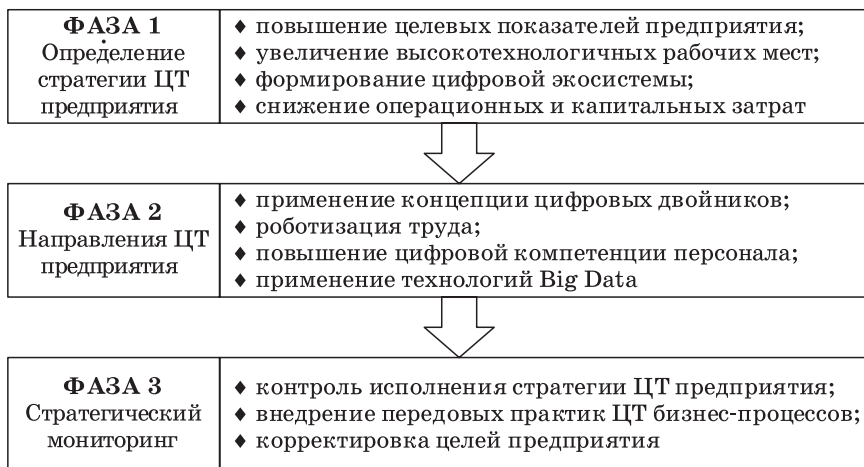 ФАЗА 1
Определение
стратегии ЦТ
предприятия
♦ повышение целевых показателей предприятия;
♦ увеличение высокотехнологичных рабочих мест;
♦ формирование цифровой экосистемы;
♦ снижение операционных и капитальных затрат
ФАЗА 2
Направления ЦТ
предприятия
♦ применение концепции цифровых двойников;
♦ роботизация труда;
♦ повышение цифровой компетенции персонала;
♦ применение технологий Big Data
ФАЗА 3
Стратегический
мониторинг
♦ контроль исполнения стратегии ЦТ предприятия;
♦ внедрение передовых практик ЦТ бизнес-процессов;
♦ корректировка целей предприятия